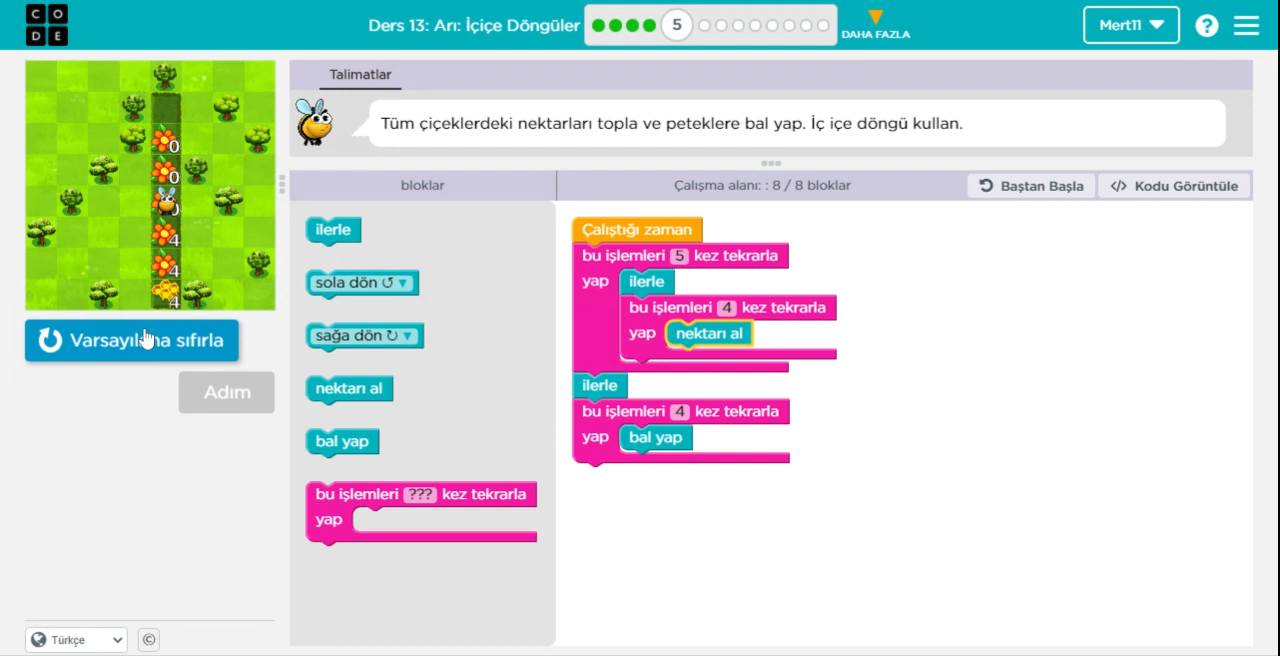 C O
D E
Ders 13: Arı: İçiçe Döngüler
5
DAHA FAZLA
Mert11
?
Talimatlar
Tüm çiçeklerdeki nektarları topla ve peteklere bal yap. İç içe döngü kullan.
0
0
4
4
4
bloklar
Çalışma alanı: : 8 / 8 bloklar
Baştan Başla
</> Kodu Görüntüle
ilerle
sola dön ↺ ▼
sağa dön ↻ ▼
nektarı al
bal yap
bu işlemleri ??? kez tekrarla
yap
Çalıştığı zaman
bu işlemleri 5 kez tekrarla
yap ilerle
bu işlemleri 4 kez tekrarla
yap nektarı al
ilerle
bu işlemleri 4 kez tekrarla
yap bal yap
sıfırla
Adım
Türkçe
©